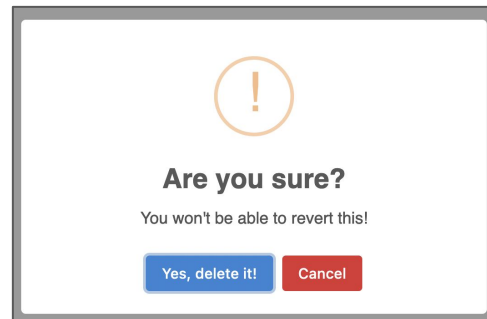 !
Are you sure?
You won't be able to revert this!
Yes, delete it! Cancel